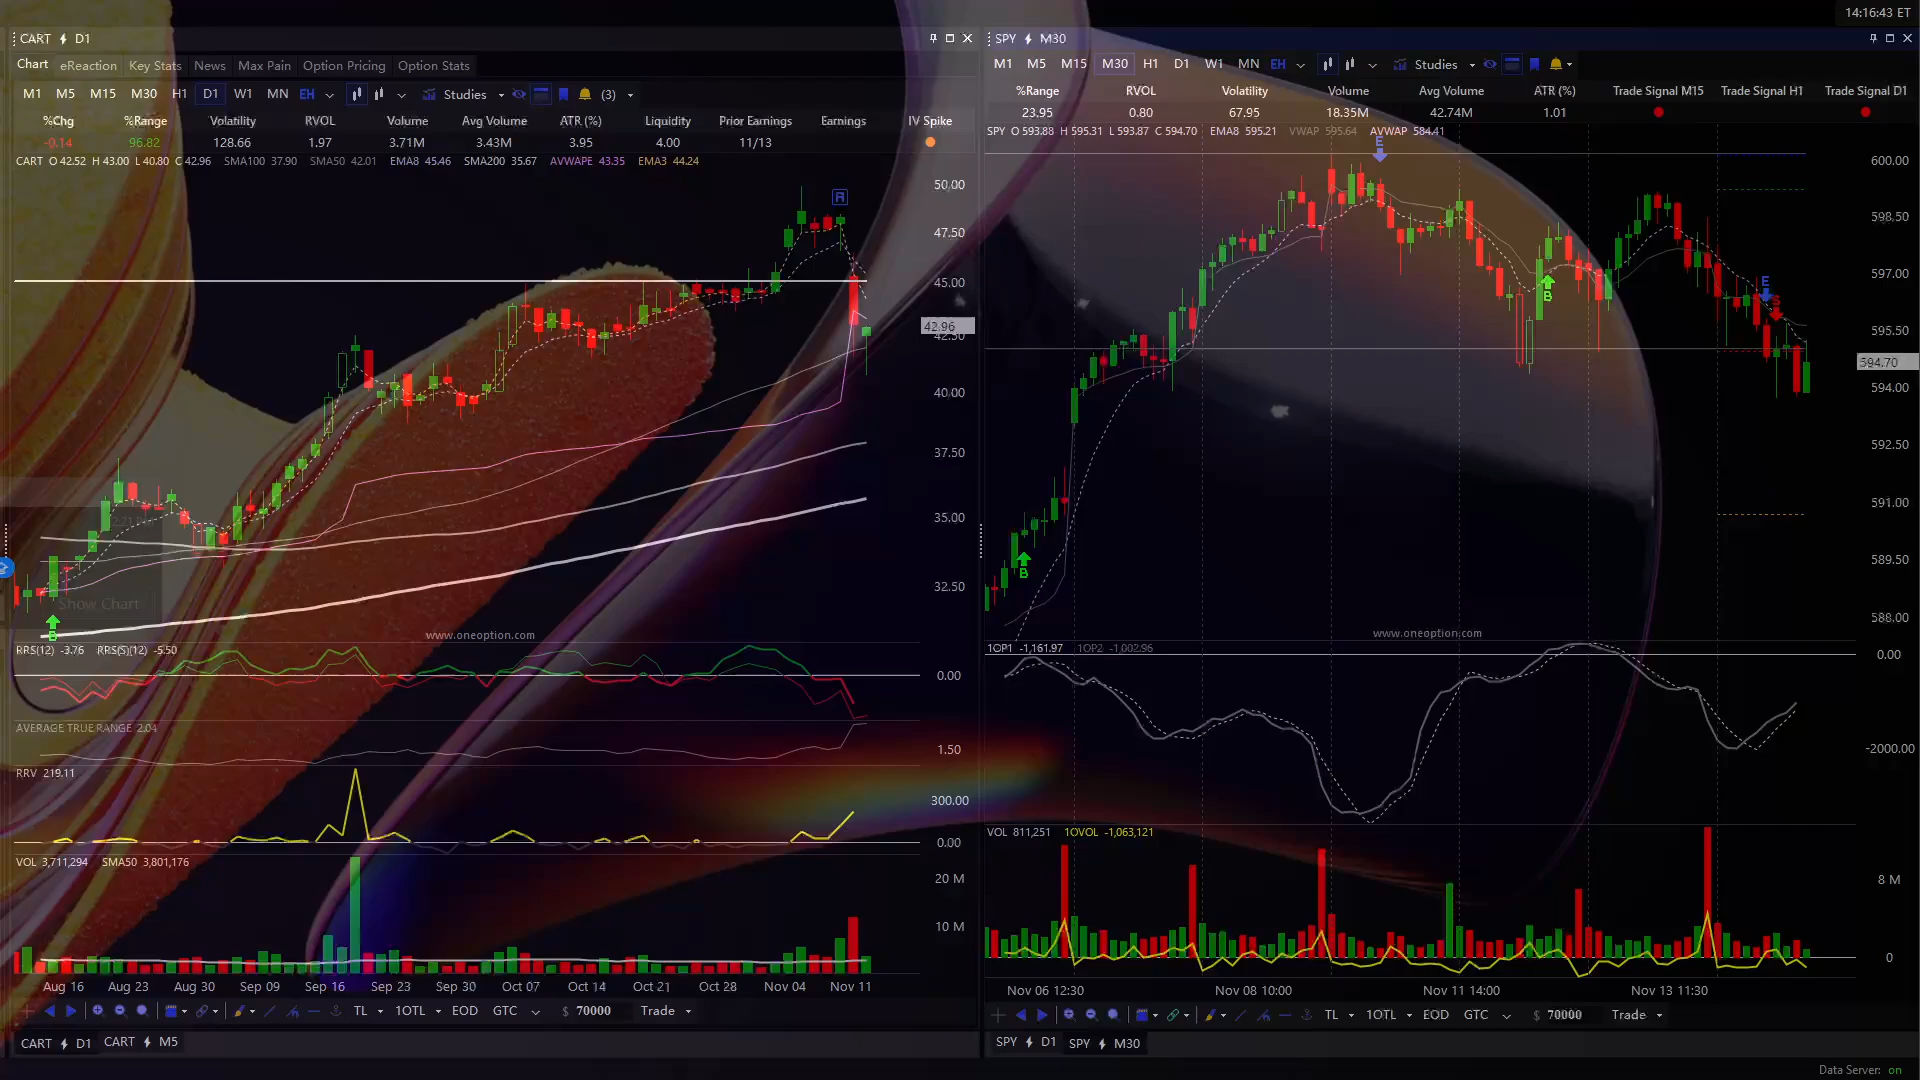 14:16:43 ET
CART D1
Chart eReaction Key Stats News Max Pain Option Pricing Option Stats
M1 M5 M15 M30 H1 D1 W1 MN EH Studies (3)
%Chg %Range Volatility RVOL Volume Avg Volume ATR (%) Liquidity Prior Earnings Earnings IV Spike
-0.14 96.82 128.66 1.97 3.71M 3.43M 3.95 4.00 11/13
CART O 42.52 H 43.00 L 40.80 C 42.96 SMA100 37.90 SMA50 42.01 EMA8 45.46 SMA200 35.67 AVWAPE 43.35 EMA3 44.24
50.00
A
47.50
45.00
42.96
42.50
40.00
37.50
35.00
32.50
Show Chart
B
www.oneoption.com
RRS(12) -3.76 RRS(S)(12) -5.50
0.00
AVERAGE TRUE RANGE 2.04
1.50
RRV 219.11
300.00
0.00
VOL 3,711,294 SMA50 3,801,176
20 M
10 M
Aug 16 Aug 23 Aug 30 Sep 09 Sep 16 Sep 23 Sep 30 Oct 07 Oct 14 Oct 21 Oct 28 Nov 04 Nov 11
TL 1OTL EOD GTC $ 70000 Trade
CART D1 CART M5
SPY M30
M1 M5 M15 M30 H1 D1 W1 MN EH Studies
%Range RVOL Volatility Volume Avg Volume ATR (%) Trade Signal M15 Trade Signal H1 Trade Signal D1
23.95 0.80 67.95 18.35M 42.74M 1.01
SPY O 593.88 H 595.31 L 593.87 C 594.70 EMA8 595.21 VWAP 595.64 AVWAP 584.41
E
600.00
598.50
597.00
E
B
S
595.50
594.70
594.00
592.50
591.00
589.50
B
588.00
www.oneoption.com
1OP1 -1,161.97 1OP2 -1,002.96
0.00
-2000.00
VOL 811,251 1OVOL -1,063,121
8 M
0
Nov 06 12:30 Nov 08 10:00 Nov 11 14:00 Nov 13 11:30
TL 1OTL EOD GTC $ 70000 Trade
SPY D1 SPY M30
Data Server: on